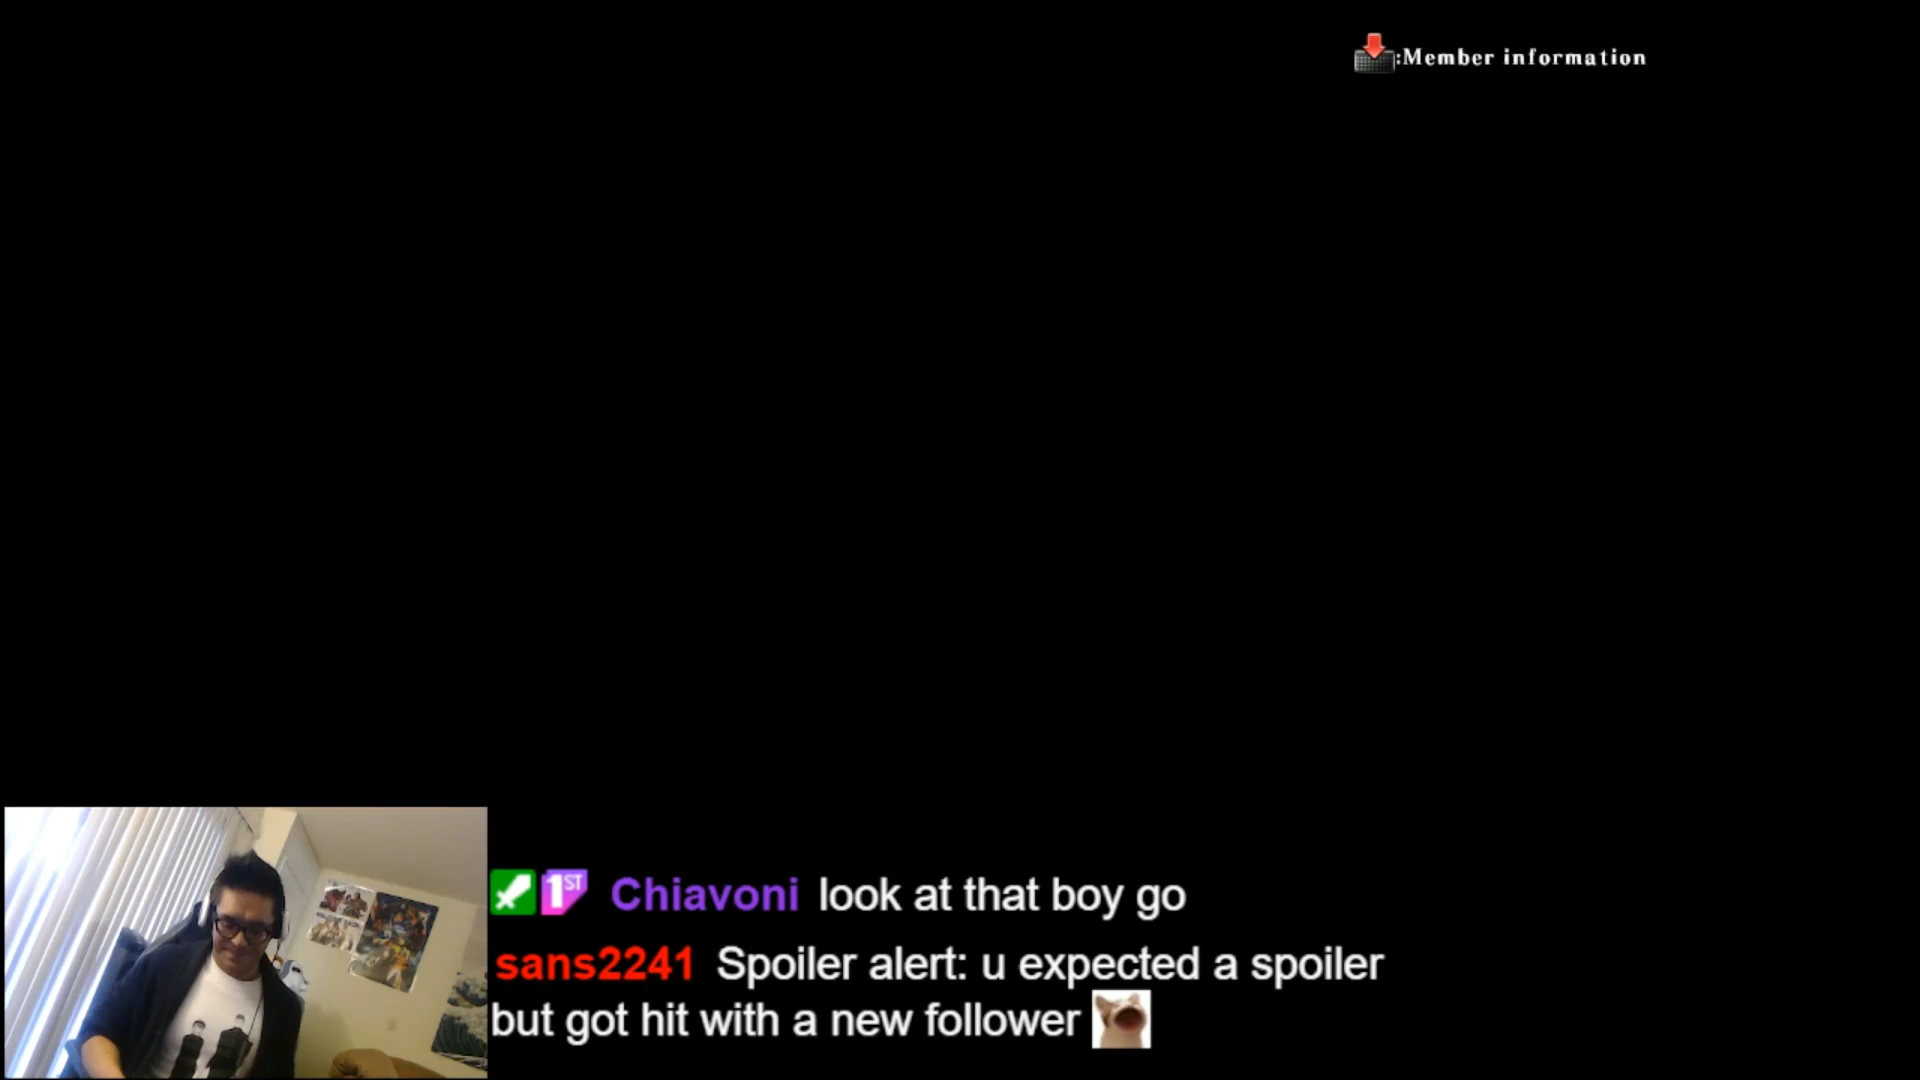 :Member information
1ST Chiavoni look at that boy go
sans2241 Spoiler alert: u expected a spoiler
but got hit with a new follower